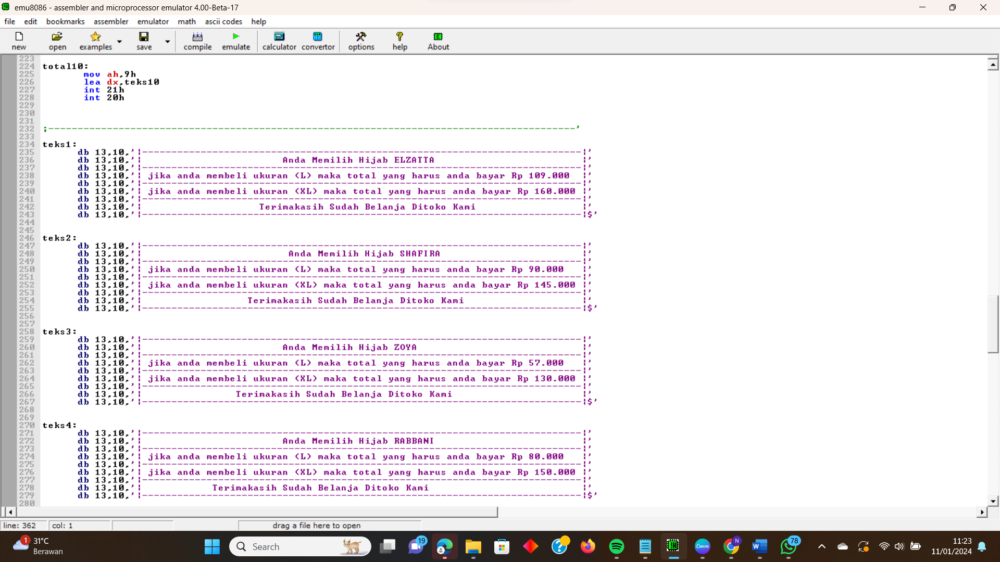 emu8086 - assembler and microprocessor emulator 4.00-Beta-17
file edit bookmarks assembler emulator math ascii codes help
new open examples save compile emulate calculator convertor options help About
223
224 total10:
225 mov ah,9h
226 lea dx,teks10
227 int 21h
228 int 20h
229
230
231
232 ;------------------------------------------------------------------------------------------'
233
234 teks1:
235 db 13,10,'|---------------------------------------------------------------------------|'
236 db 13,10,'| Anda Memilih Hijab ELZATTA |'
237 db 13,10,'|---------------------------------------------------------------------------|'
238 db 13,10,'| jika anda membeli ukuran (L) maka total yang harus anda bayar Rp 109.000 |'
239 db 13,10,'|---------------------------------------------------------------------------|'
240 db 13,10,'| jika anda membeli ukuran (XL) maka total yang harus anda bayar Rp 160.000 |'
241 db 13,10,'|---------------------------------------------------------------------------|'
242 db 13,10,'| Terimakasih Sudah Belanja Ditoko Kami |'
243 db 13,10,'|---------------------------------------------------------------------------|$'
244
245
246 teks2:
247 db 13,10,'|---------------------------------------------------------------------------|'
248 db 13,10,'| Anda Memilih Hijab SHAFIRA |'
249 db 13,10,'|---------------------------------------------------------------------------|'
250 db 13,10,'| jika anda membeli ukuran (L) maka total yang harus anda bayar Rp 90.000 |'
251 db 13,10,'|---------------------------------------------------------------------------|'
252 db 13,10,'| jika anda membeli ukuran (XL) maka total yang harus anda bayar Rp 145.000 |'
253 db 13,10,'|---------------------------------------------------------------------------|'
254 db 13,10,'| Terimakasih Sudah Belanja Ditoko Kami |'
255 db 13,10,'|---------------------------------------------------------------------------|$'
256
257
258 teks3:
259 db 13,10,'|---------------------------------------------------------------------------|'
260 db 13,10,'| Anda Memilih Hijab ZOYA |'
261 db 13,10,'|---------------------------------------------------------------------------|'
262 db 13,10,'| jika anda membeli ukuran (L) maka total yang harus anda bayar Rp 57.000 |'
263 db 13,10,'|---------------------------------------------------------------------------|'
264 db 13,10,'| jika anda membeli ukuran (XL) maka total yang harus anda bayar Rp 130.000 |'
265 db 13,10,'|---------------------------------------------------------------------------|'
266 db 13,10,'| Terimakasih Sudah Belanja Ditoko Kami |'
267 db 13,10,'|---------------------------------------------------------------------------|$'
268
269
270 teks4:
271 db 13,10,'|---------------------------------------------------------------------------|'
272 db 13,10,'| Anda Memilih Hijab RABBANI |'
273 db 13,10,'|---------------------------------------------------------------------------|'
274 db 13,10,'| jika anda membeli ukuran (L) maka total yang harus anda bayar Rp 80.000 |'
275 db 13,10,'|---------------------------------------------------------------------------|'
276 db 13,10,'| jika anda membeli ukuran (XL) maka total yang harus anda bayar Rp 150.000 |'
277 db 13,10,'|---------------------------------------------------------------------------|'
278 db 13,10,'| Terimakasih Sudah Belanja Ditoko Kami |'
279 db 13,10,'|---------------------------------------------------------------------------|$'
280
line: 362 col: 1 drag a file here to open
1 31°C
Berawan
Search
19
Canva
N
W
78
11:23
11/01/2024